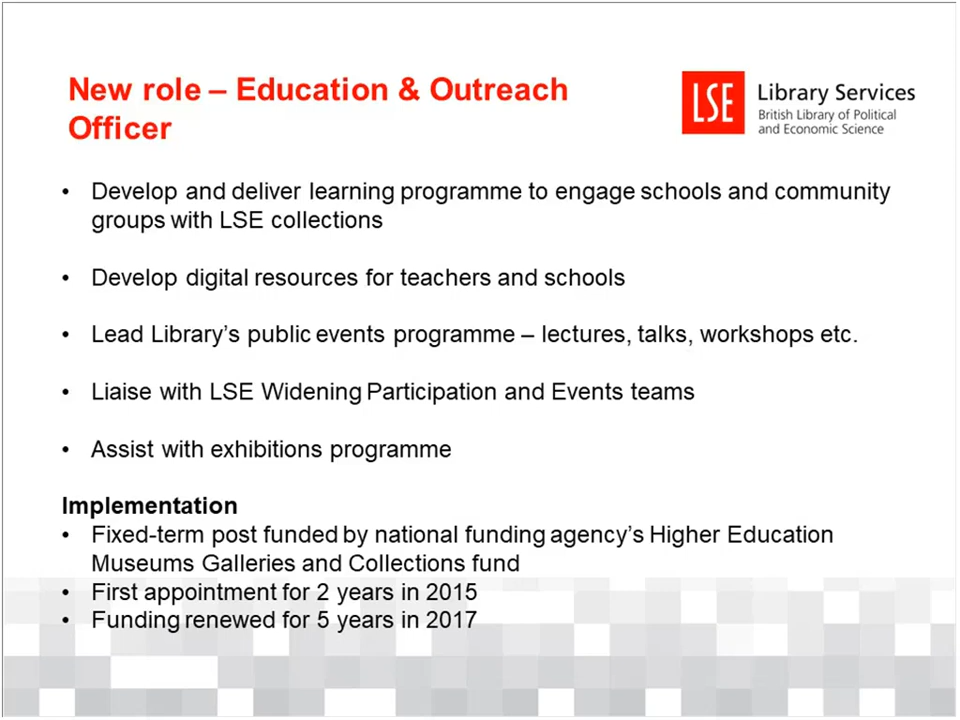 New role – Education & Outreach
Officer
LSE
Library Services
British Library of Political
and Economic Science
• Develop and deliver learning programme to engage schools and community
groups with LSE collections
• Develop digital resources for teachers and schools
• Lead Library’s public events programme – lectures, talks, workshops etc.
• Liaise with LSE Widening Participation and Events teams
• Assist with exhibitions programme
Implementation
• Fixed-term post funded by national funding agency’s Higher Education
Museums Galleries and Collections fund
• First appointment for 2 years in 2015
• Funding renewed for 5 years in 2017